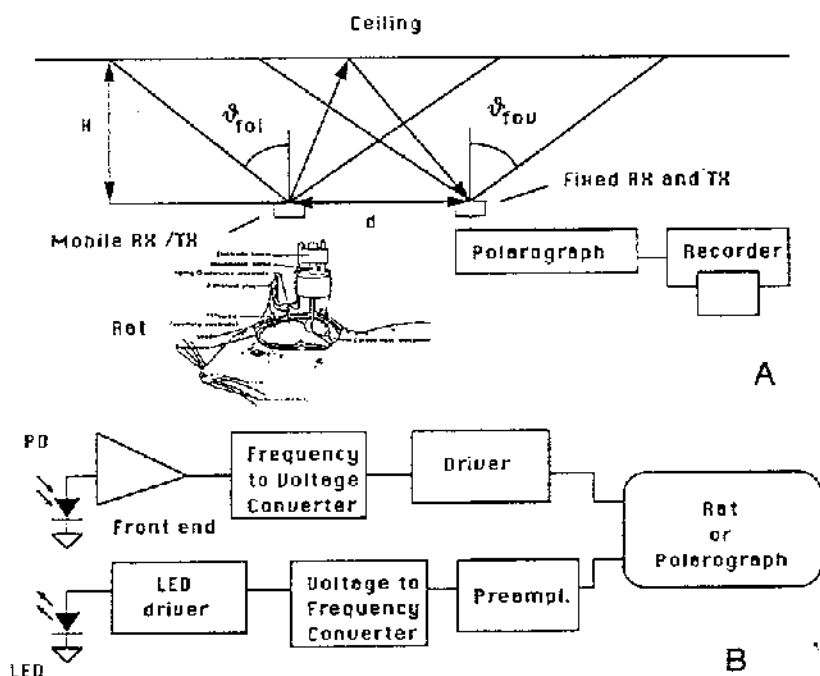 Ceiling
H
ϑfoi
ϑfov
Fixed RX and TX
d
Mobile RX/TX
Polarograph
Recorder
Rat
A
PD
Frequency
to Voltage
Converter
Driver
Front end
Rat
or
Polarograph
LED
driver
Voltage to
Frequency
Converter
Preampl.
LED
B